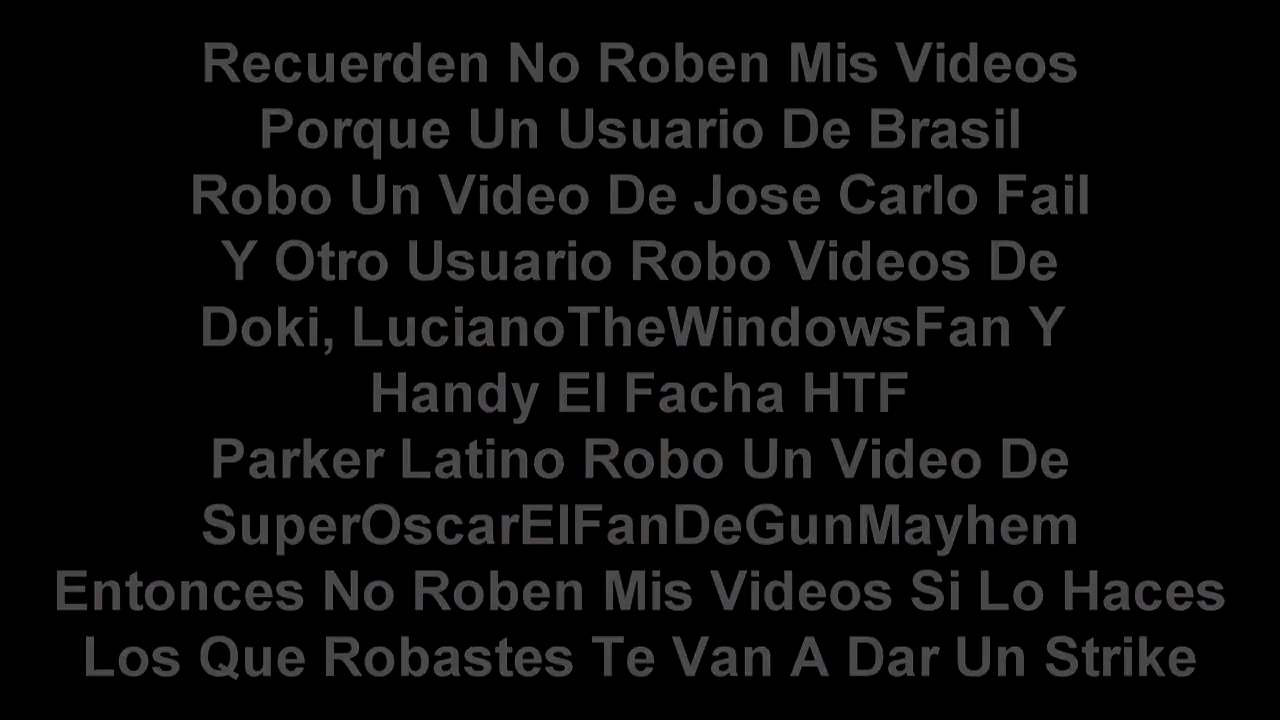 Recuerden No Roben Mis Videos
Porque Un Usuario De Brasil
Robo Un Video De Jose Carlo Fail
Y Otro Usuario Robo Videos De
Doki, LucianoTheWindowsFan Y
Handy El Facha HTF
Parker Latino Robo Un Video De
SuperOscarElFanDeGunMayhem
Entonces No Roben Mis Videos Si Lo Haces
Los Que Robastes Te Van A Dar Un Strike